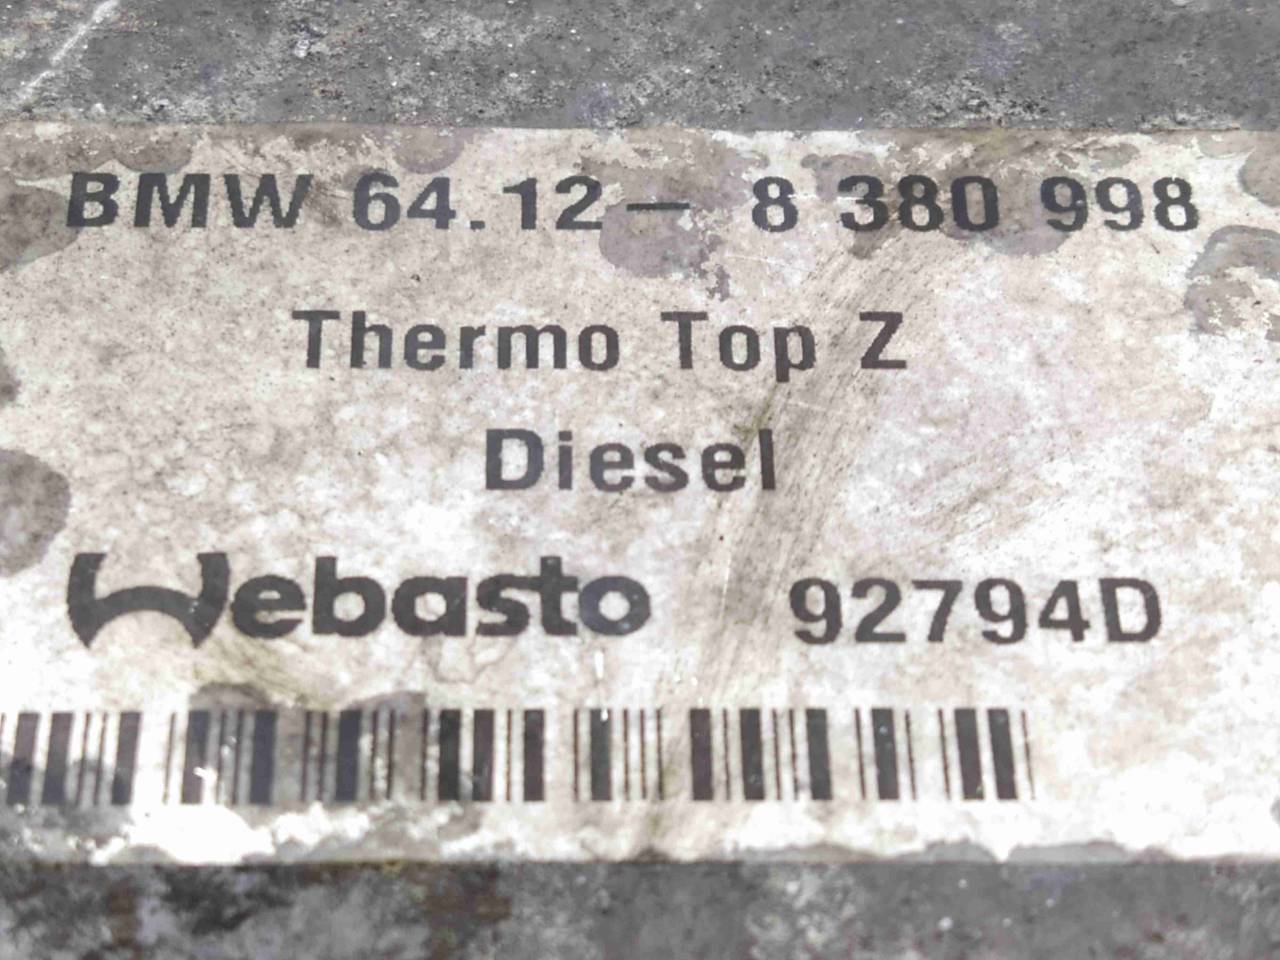 BMW 64.12- 8 380 998
Thermo Top Z
Diesel
Webasto 92794D